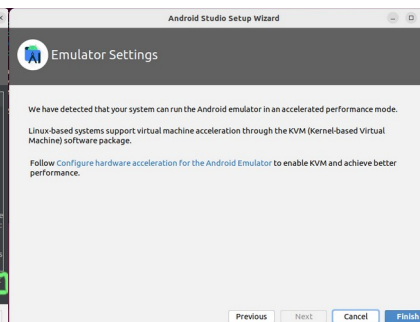 Android Studio Setup Wizard
Emulator Settings
We have detected that your system can run the Android emulator in an accelerated performance mode.
Linux-based systems support virtual machine acceleration through the KVM (Kernel-based Virtual
Machine) software package.
Follow Configure hardware acceleration for the Android Emulator to enable KVM and achieve better
performance.
Previous Next Cancel Finish